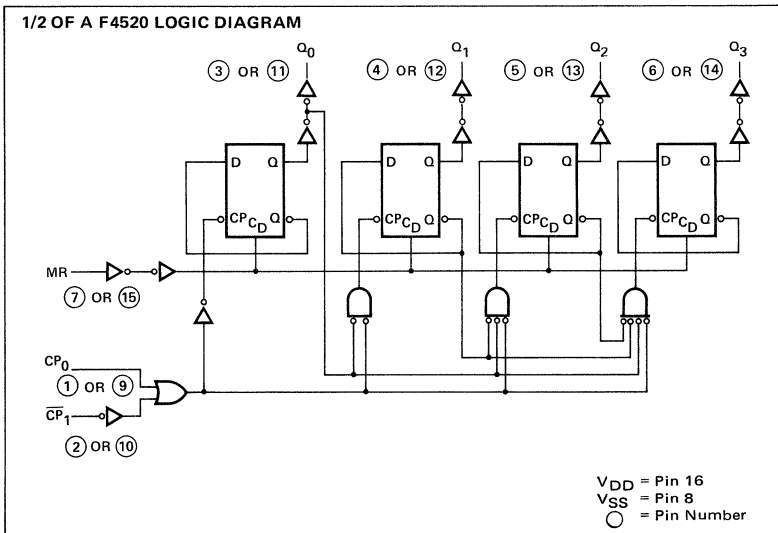 1/2 OF A F4520 LOGIC DIAGRAM
Q0 Q1 Q2 Q3
3 OR 11 4 OR 12 5 OR 13 6 OR 14
D Q D Q D Q D Q
CP CD Q CP CD Q CP CD Q CP CD Q
MR
7 OR 15
CP0
1 OR 9
CP1
2 OR 10
VDD = Pin 16
VSS = Pin 8
= Pin Number